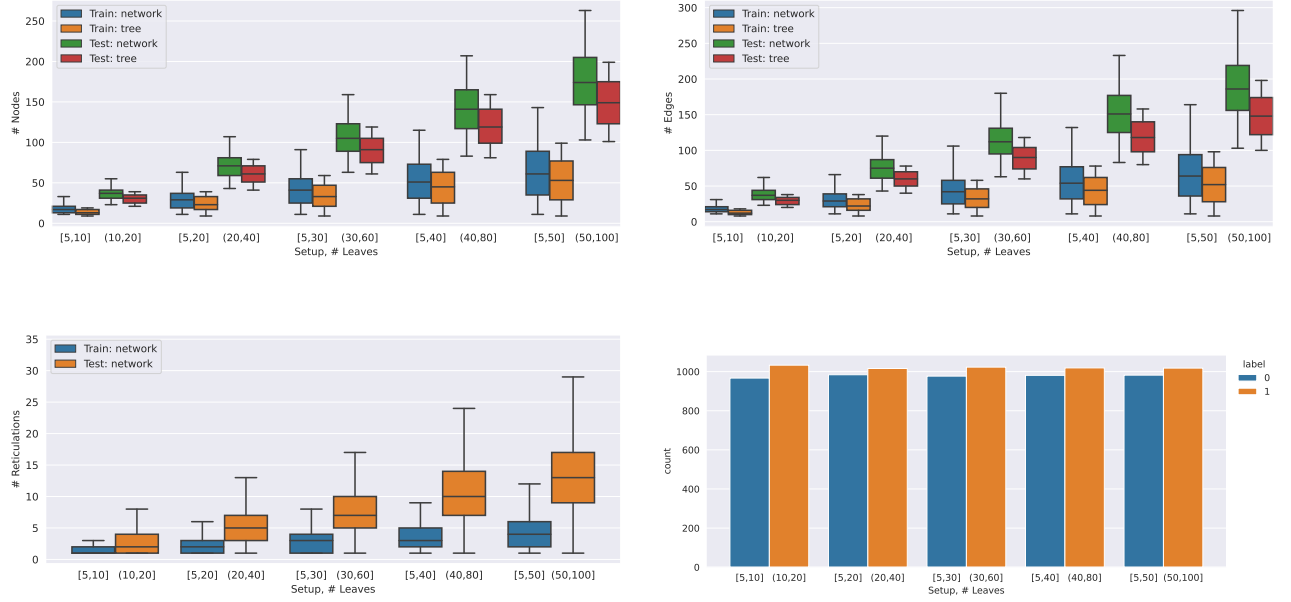 250
200
150
100
50
0
# Nodes
Train: network
Train: tree
Test: network
Test: tree
[5,10] (10,20] [5,20] (20,40] [5,30] (30,60] [5,40] (40,80] [5,50] (50,100]
Setup, # Leaves
300
250
200
150
100
50
0
# Edges
Train: network
Train: tree
Test: network
Test: tree
[5,10] (10,20] [5,20] (20,40] [5,30] (30,60] [5,40] (40,80] [5,50] (50,100]
Setup, # Leaves
35
30
25
20
15
10
5
0
# Reticulations
Train: network
Test: network
[5,10] (10,20] [5,20] (20,40] [5,30] (30,60] [5,40] (40,80] [5,50] (50,100]
Setup, # Leaves
1000
800
600
400
200
0
count
label
0
1
[5,10] (10,20] [5,20] (20,40] [5,30] (30,60] [5,40] (40,80] [5,50] (50,100]
Setup, # Leaves